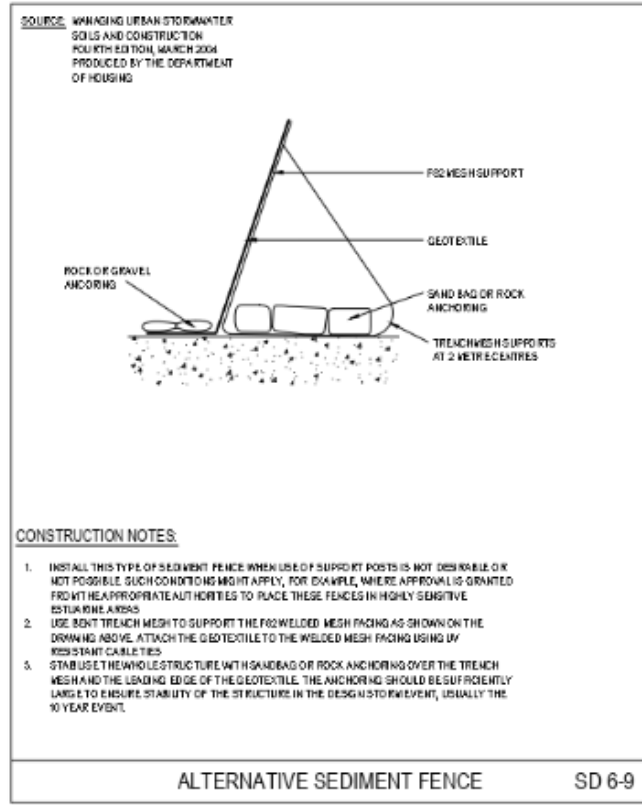 SOURCE: MANAGING URBAN STORMWATER
SOILS AND CONSTRUCTION
FOURTH EDITION, MARCH 2004
PRODUCED BY THE DEPARTMENT
OF HOUSING
F82 MESH SUPPORT
GEOTEXTILE
ROCK OR GRAVEL
ANCORING
SAND BAG OR ROCK
ANCHORING
TRENCH MESH SUPPORTS
AT 2 METRE CENTRES
CONSTRUCTION NOTES:
1. INSTALL THIS TYPE OF SEDIMENT FENCE WHEN USE OF SUPPORT POSTS IS NOT DESIRABLE OR
NOT POSSIBLE. SUCH CONDITIONS MIGHT APPLY, FOR EXAMPLE, WHERE APPROVAL IS GRANTED
FROM THE APPROPRIATE AUTHORITIES TO PLACE THESE FENCES IN HIGHLY SENSITIVE
ESTUARINE AREAS
2. USE BENT TRENCH MESH TO SUPPORT THE F82 WELDED MESH FACING AS SHOWN ON THE
DRAWING ABOVE. ATTACH THE GEOTEXTILE TO THE WELDED MESH FACING USING UV
RESISTANT CABLE TIES
3. STABILISE THE WHOLE STRUCTURE WITH SANDBAG OR ROCK ANCHORING OVER THE TRENCH
MESH AND THE LEADING EDGE OF THE GEOTEXTILE. THE ANCHORING SHOULD BE SUFFICIENTLY
LARGE TO ENSURE STABILITY OF THE STRUCTURE IN THE DESIGN STORM EVENT, USUALLY THE
10 YEAR EVENT.
ALTERNATIVE SEDIMENT FENCE SD 6-9